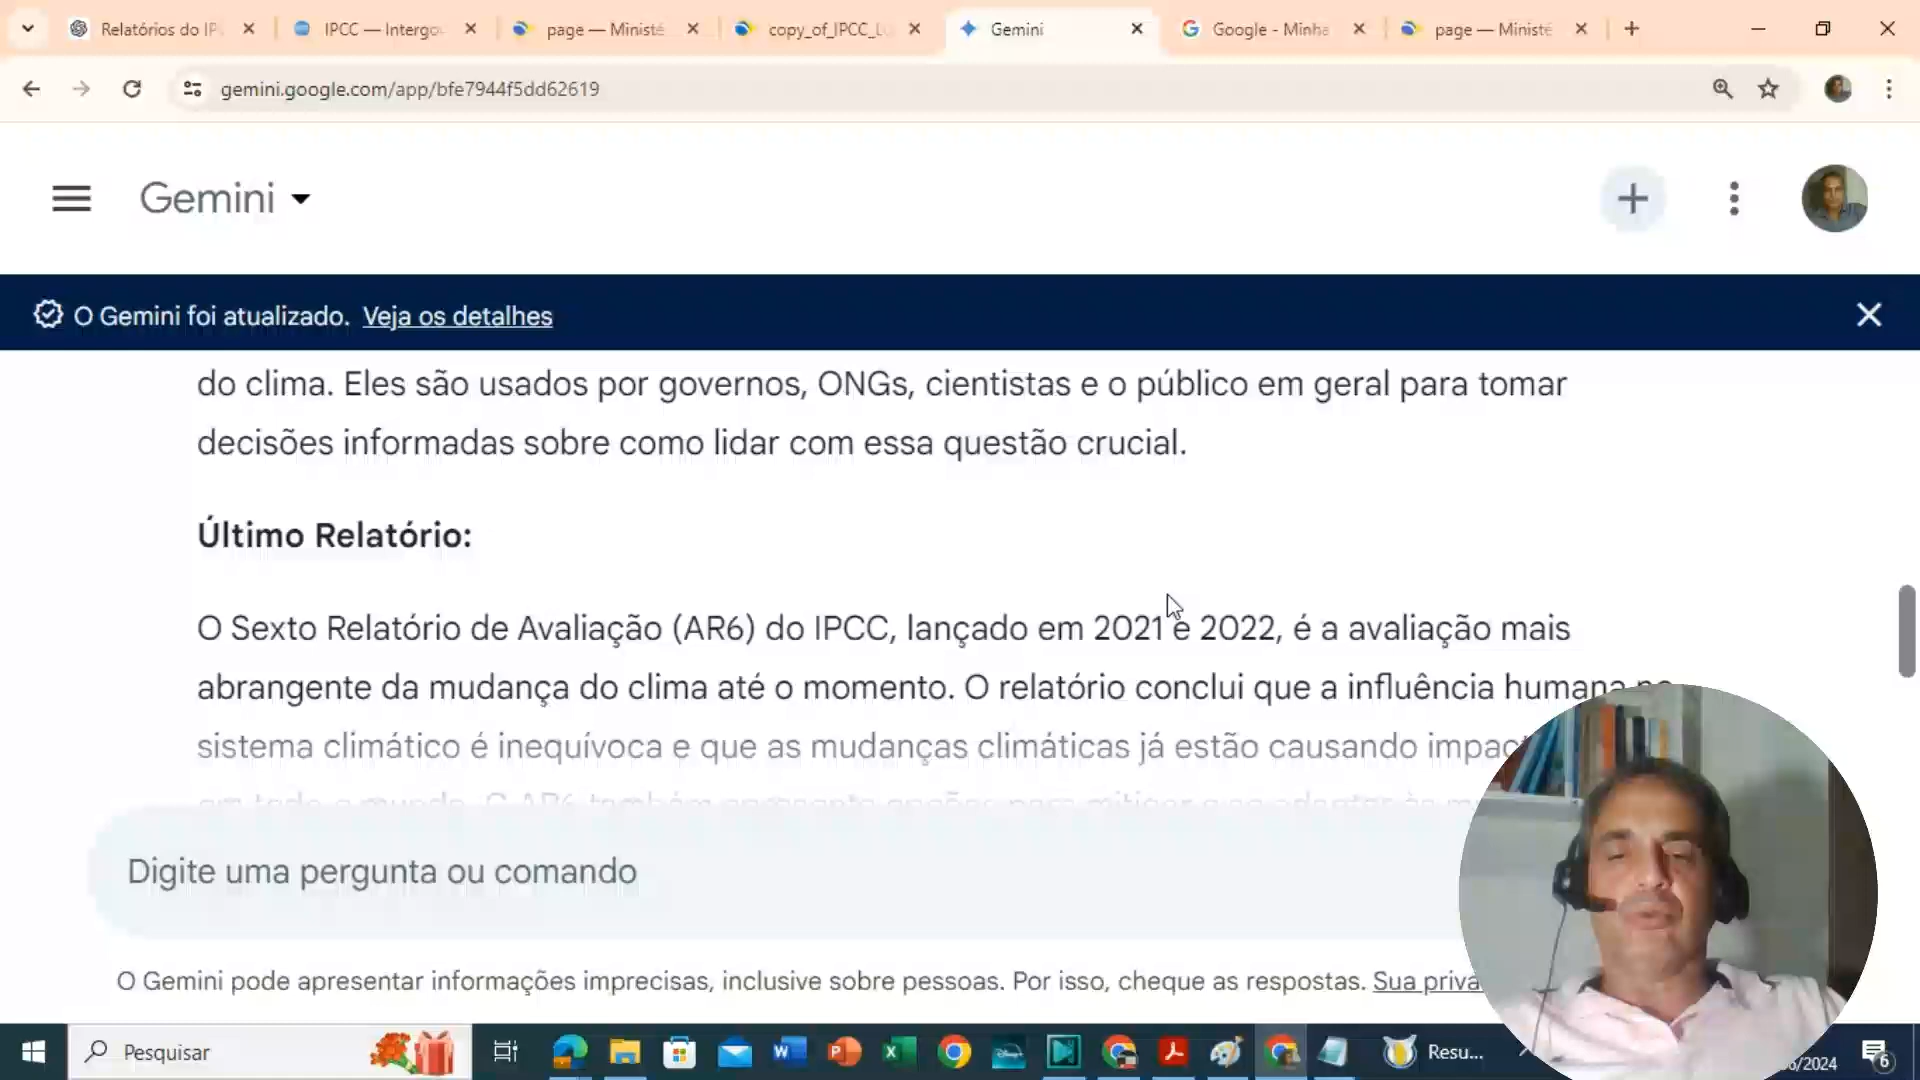 Relatórios do IP
IPCC — Intergo
page — Ministé
copy_of_IPCC_L
Gemini
Google - Minha
page — Ministé
gemini.google.com/app/bfe7944f5dd62619
Gemini
O Gemini foi atualizado. Veja os detalhes
do clima. Eles são usados por governos, ONGs, cientistas e o público em geral para tomar
decisões informadas sobre como lidar com essa questão crucial.
Último Relatório:
O Sexto Relatório de Avaliação (AR6) do IPCC, lançado em 2021 e 2022, é a avaliação mais
abrangente da mudança do clima até o momento. O relatório conclui que a influência humana no
sistema climático é inequívoca e que as mudanças climáticas já estão causando impac
Digite uma pergunta ou comando
O Gemini pode apresentar informações imprecisas, inclusive sobre pessoas. Por isso, cheque as respostas. Sua priva
Pesquisar
Resu...
/2024
6